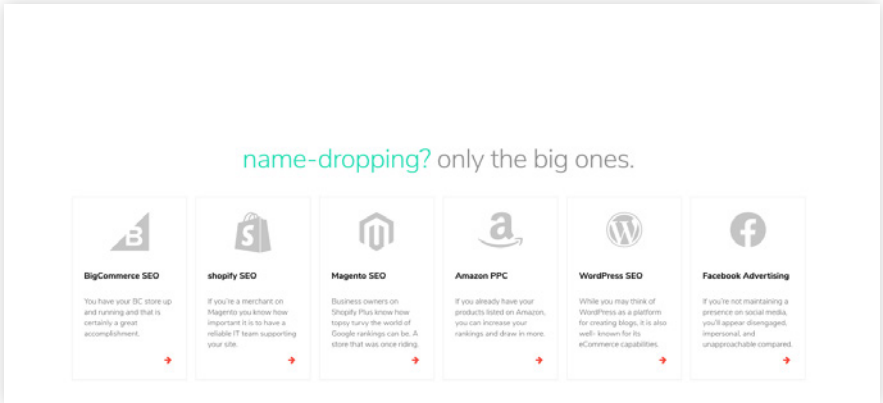 name-dropping? only the big ones.
BigCommerce SEO
You have your BC store up
and running and that is
certainly a great
accomplishment.
shopify SEO
If you're a merchant on
Magento you know how
important it is to have a
reliable IT team supporting
your site.
Magento SEO
Business owners on
Shopify Plus know how
topsy turvy the world of
Google rankings can be. A
store that was once riding,
Amazon PPC
If you already have your
products listed on Amazon,
you can increase your
rankings and draw in more.
WordPress SEO
While you may think of
WordPress as a platform
for creating blogs, it is also
well- known for its
eCommerce capabilities.
Facebook Advertising
If you're not maintaining a
presence on social media,
you'll appear disengaged,
impersonal, and
unapproachable compared.